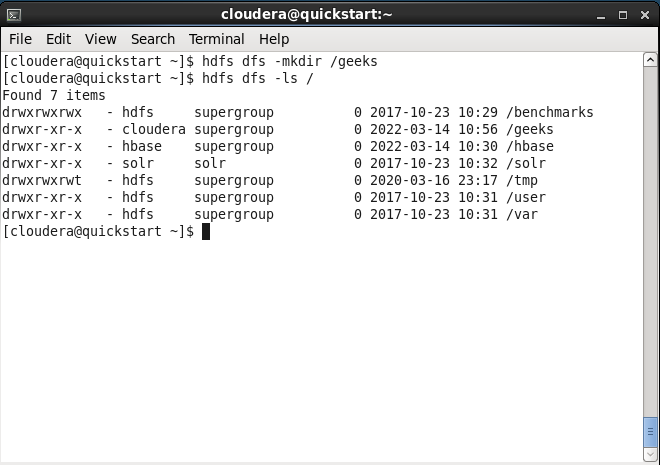 cloudera@quickstart:~
File Edit View Search Terminal Help
[cloudera@quickstart ~]$ hdfs dfs -mkdir /geeks
[cloudera@quickstart ~]$ hdfs dfs -ls /
Found 7 items
drwxrwxrwx   - hdfs     supergroup          0 2017-10-23 10:29 /benchmarks
drwxr-xr-x   - cloudera supergroup          0 2022-03-14 10:56 /geeks
drwxr-xr-x   - hbase    supergroup          0 2022-03-14 10:30 /hbase
drwxr-xr-x   - solr     solr                0 2017-10-23 10:32 /solr
drwxrwxrwt   - hdfs     supergroup          0 2020-03-16 23:17 /tmp
drwxr-xr-x   - hdfs     supergroup          0 2017-10-23 10:31 /user
drwxr-xr-x   - hdfs     supergroup          0 2017-10-23 10:31 /var
[cloudera@quickstart ~]$